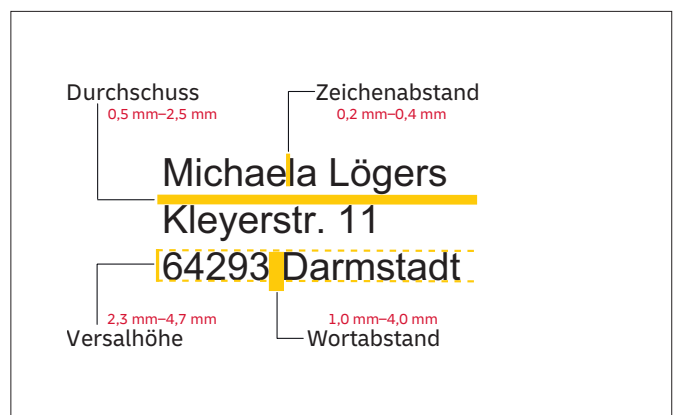 Durchschuss
0,5 mm–2,5 mm
Zeichenabstand
0,2 mm–0,4 mm
Michaela Lögers
Kleyerstr. 11
64293 Darmstadt
2,3 mm–4,7 mm
Versalhöhe
1,0 mm–4,0 mm
Wortabstand